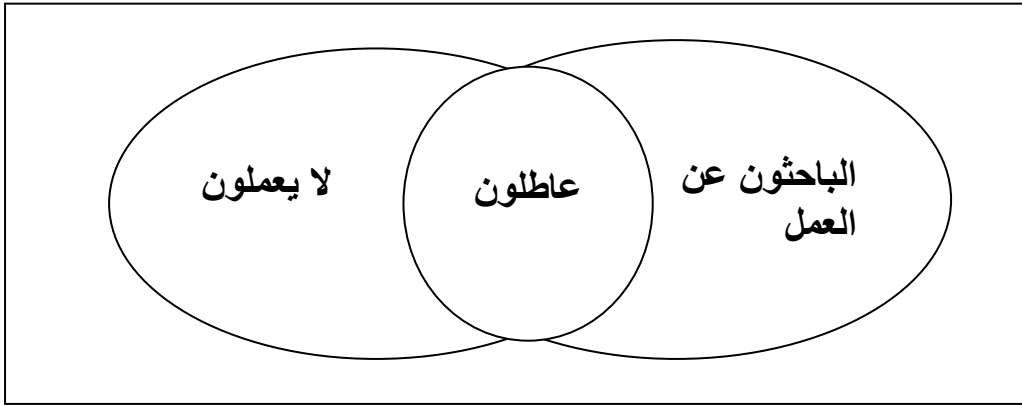 الباحثون عن
العمل
عاطلون
لا يعملون